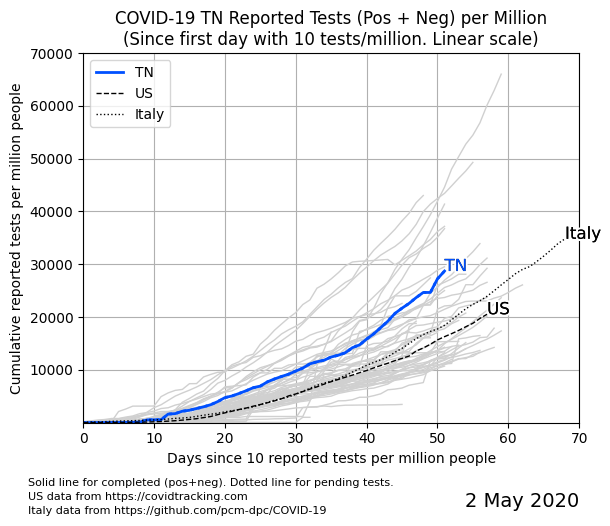 COVID-19 TN Reported Tests (Pos + Neg) per Million
(Since first day with 10 tests/million. Linear scale)
Cumulative reported tests per million people
70000
60000
50000
40000
30000
20000
10000
TN
US
Italy
Italy
TN
US
0 10 20 30 40 50 60 70
Days since 10 reported tests per million people
Solid line for completed (pos+neg). Dotted line for pending tests.
US data from https://covidtracking.com
Italy data from https://github.com/pcm-dpc/COVID-19
2 May 2020